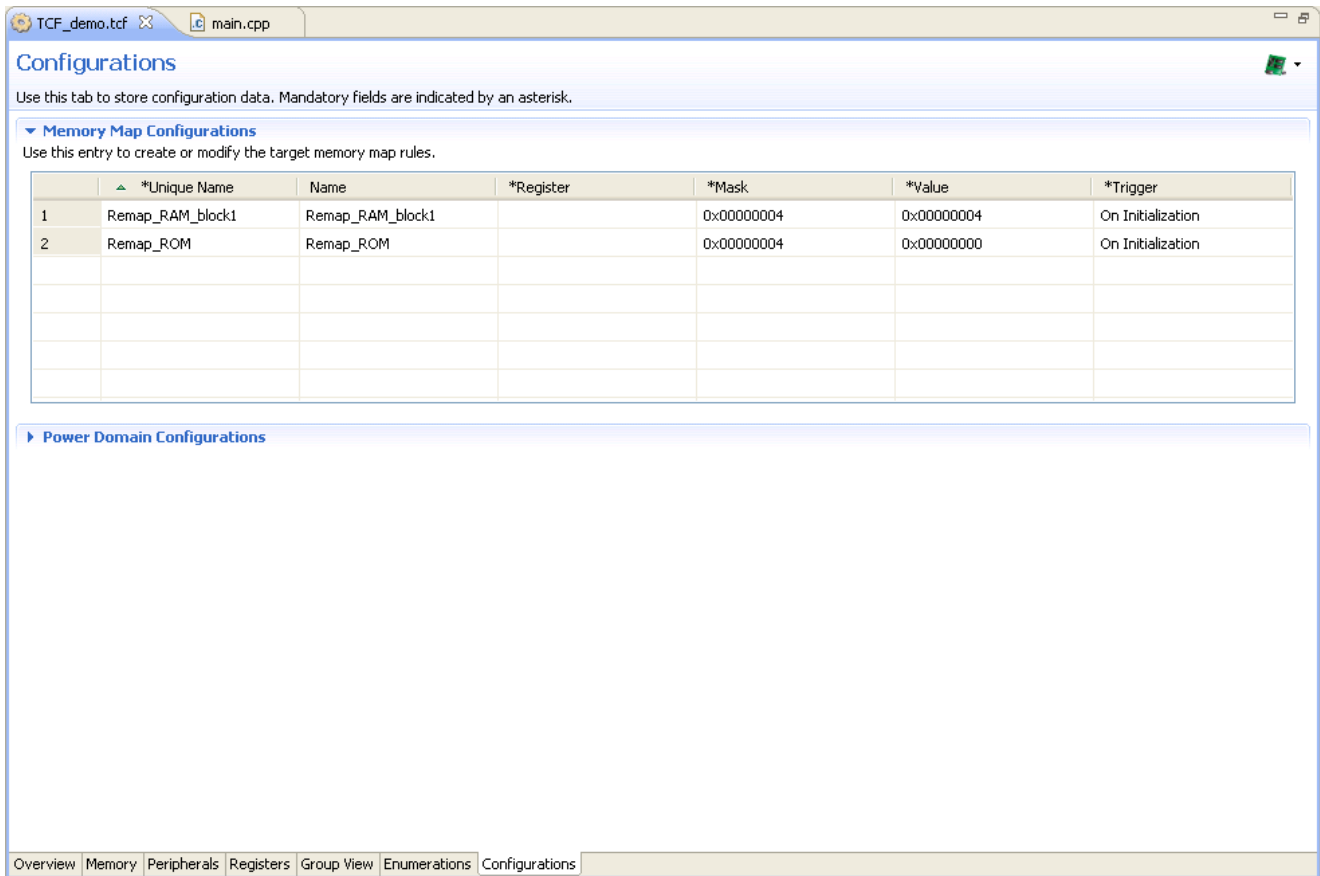 TCF_demo.tcf main.cpp
Configurations
Use this tab to store configuration data. Mandatory fields are indicated by an asterisk.
Memory Map Configurations
Use this entry to create or modify the target memory map rules.
*Unique Name Name *Register *Mask *Value *Trigger
1 Remap_RAM_block1 Remap_RAM_block1 0x00000004 0x00000004 On Initialization
2 Remap_ROM Remap_ROM 0x00000004 0x00000000 On Initialization
Power Domain Configurations
Overview Memory Peripherals Registers Group View Enumerations Configurations